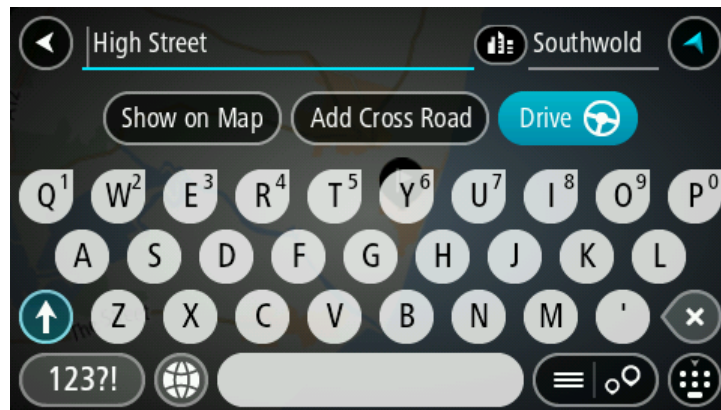 High Street Southwold
Show on Map Add Cross Road Drive
Q1 W2 E3 R4 T5 Y6 U7 I8 O9 P0
A S D F G H J K L
Z X C V B N M '
123?!